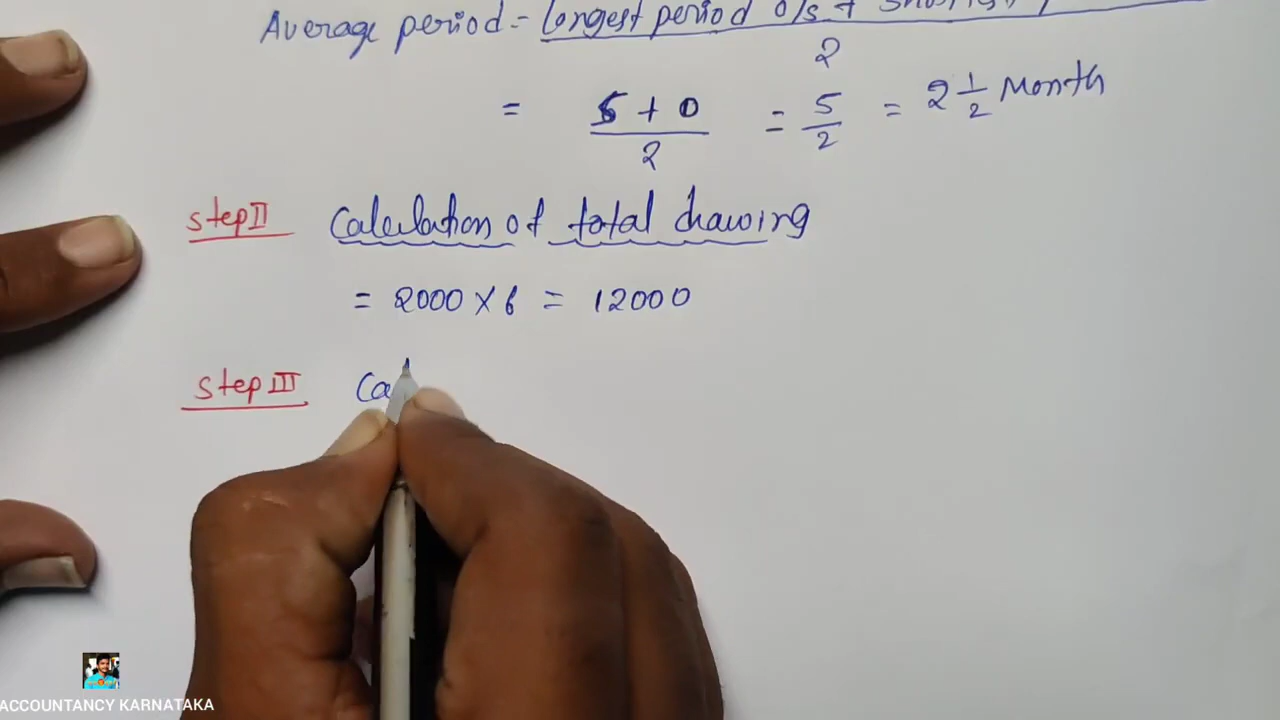 Average period = longest period o/s +
2
= 5 + 0 = 5 = 2 1/2 Month
2 2
Step II Calculation of total drawing
= 2000 × 6 = 12000
Step III Cal
ACCOUNTANCY KARNATAKA